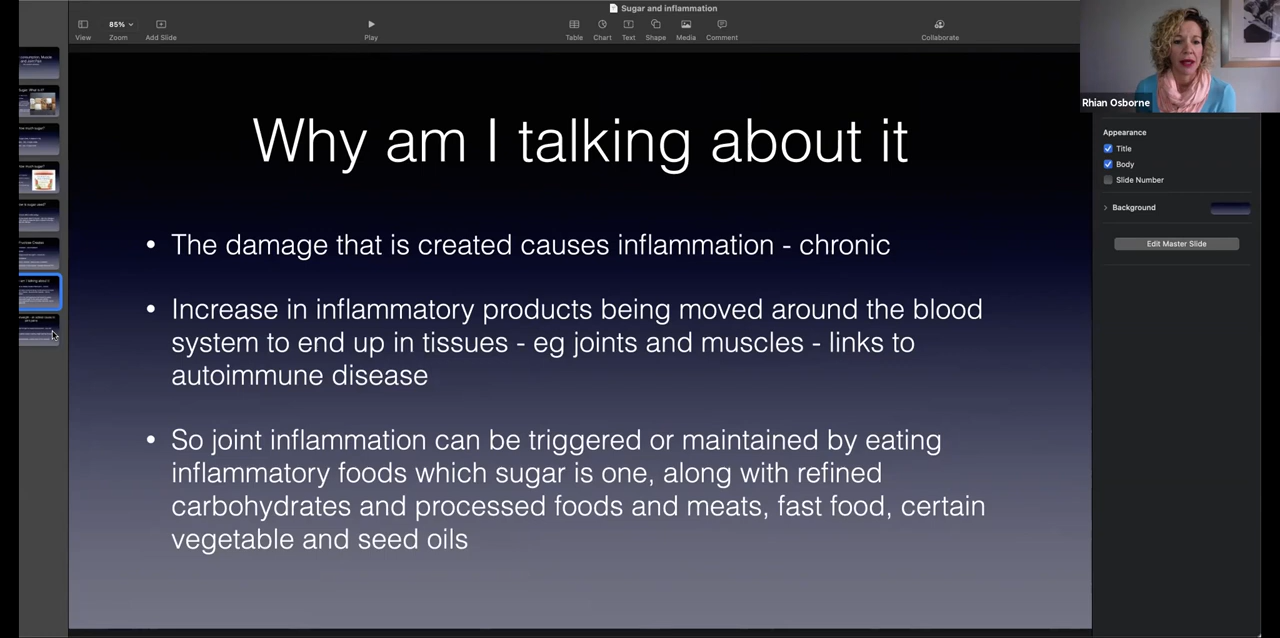 Sugar and inflammation
85%
View
Zoom
Add Slide
Play
Table
Chart
Text
Shape
Media
Comment
Collaborate
Rhian Osborne
Why am I talking about it
• The damage that is created causes inflammation - chronic
• Increase in inflammatory products being moved around the blood
system to end up in tissues - eg joints and muscles - links to
autoimmune disease
• So joint inflammation can be triggered or maintained by eating
inflammatory foods which sugar is one, along with refined
carbohydrates and processed foods and meats, fast food, certain
vegetable and seed oils
Appearance
Title
Body
Slide Number
Background
Edit Master Slide